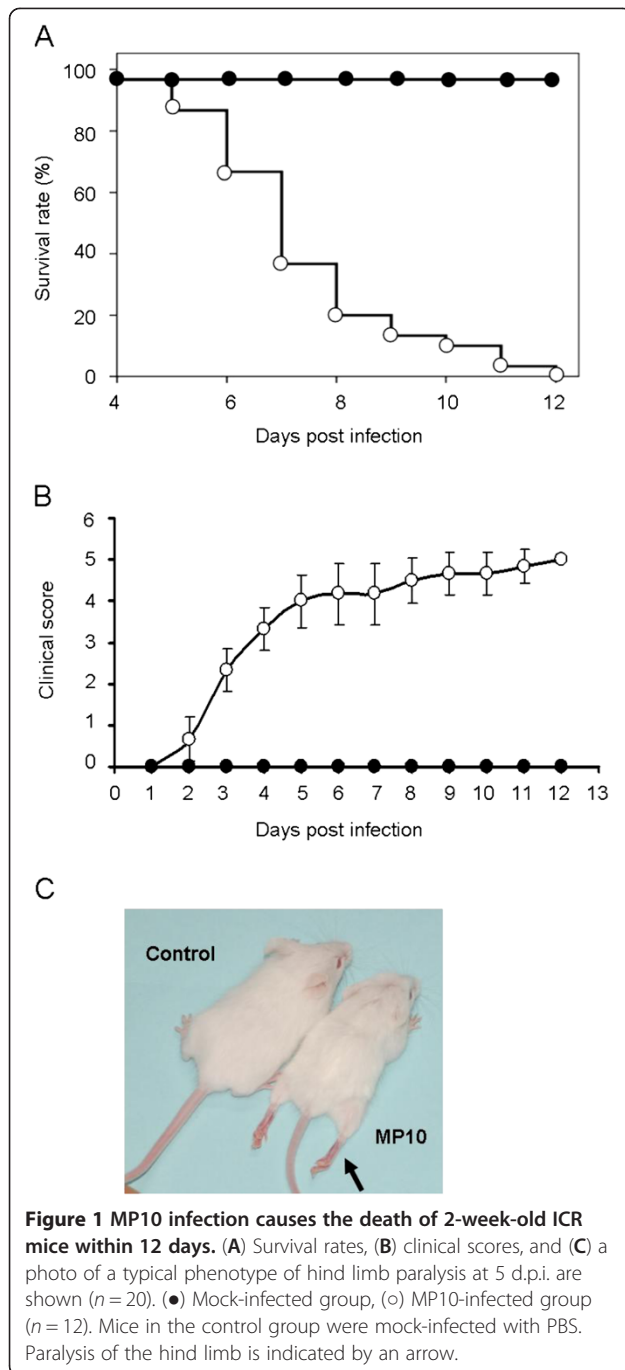 A
100
80
60
40
20
0
Survival rate (%)
4 6 8 10 12
Days post infection
B
6
5
4
3
2
1
0
Clinical score
0 1 2 3 4 5 6 7 8 9 10 11 12 13
Days post infection
C
Control
MP10
Figure 1 MP10 infection causes the death of 2-week-old ICR
mice within 12 days. (A) Survival rates, (B) clinical scores, and (C) a
photo of a typical phenotype of hind limb paralysis at 5 d.p.i. are
shown (n = 20). (●) Mock-infected group, (○) MP10-infected group
(n = 12). Mice in the control group were mock-infected with PBS.
Paralysis of the hind limb is indicated by an arrow.